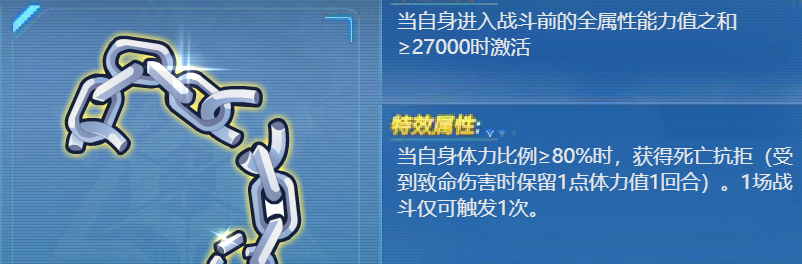 当自身进入战斗前的全属性能力值之和
≥27000时激活
特效属性:
当自身体力比例≥80%时，获得死亡抗拒（受
到致命伤害时保留1点体力值1回合）。1场战
斗仅可触发1次。